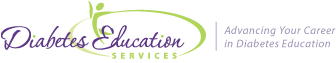 Diabetes Education
SERVICES
Advancing Your Career
in Diabetes Education